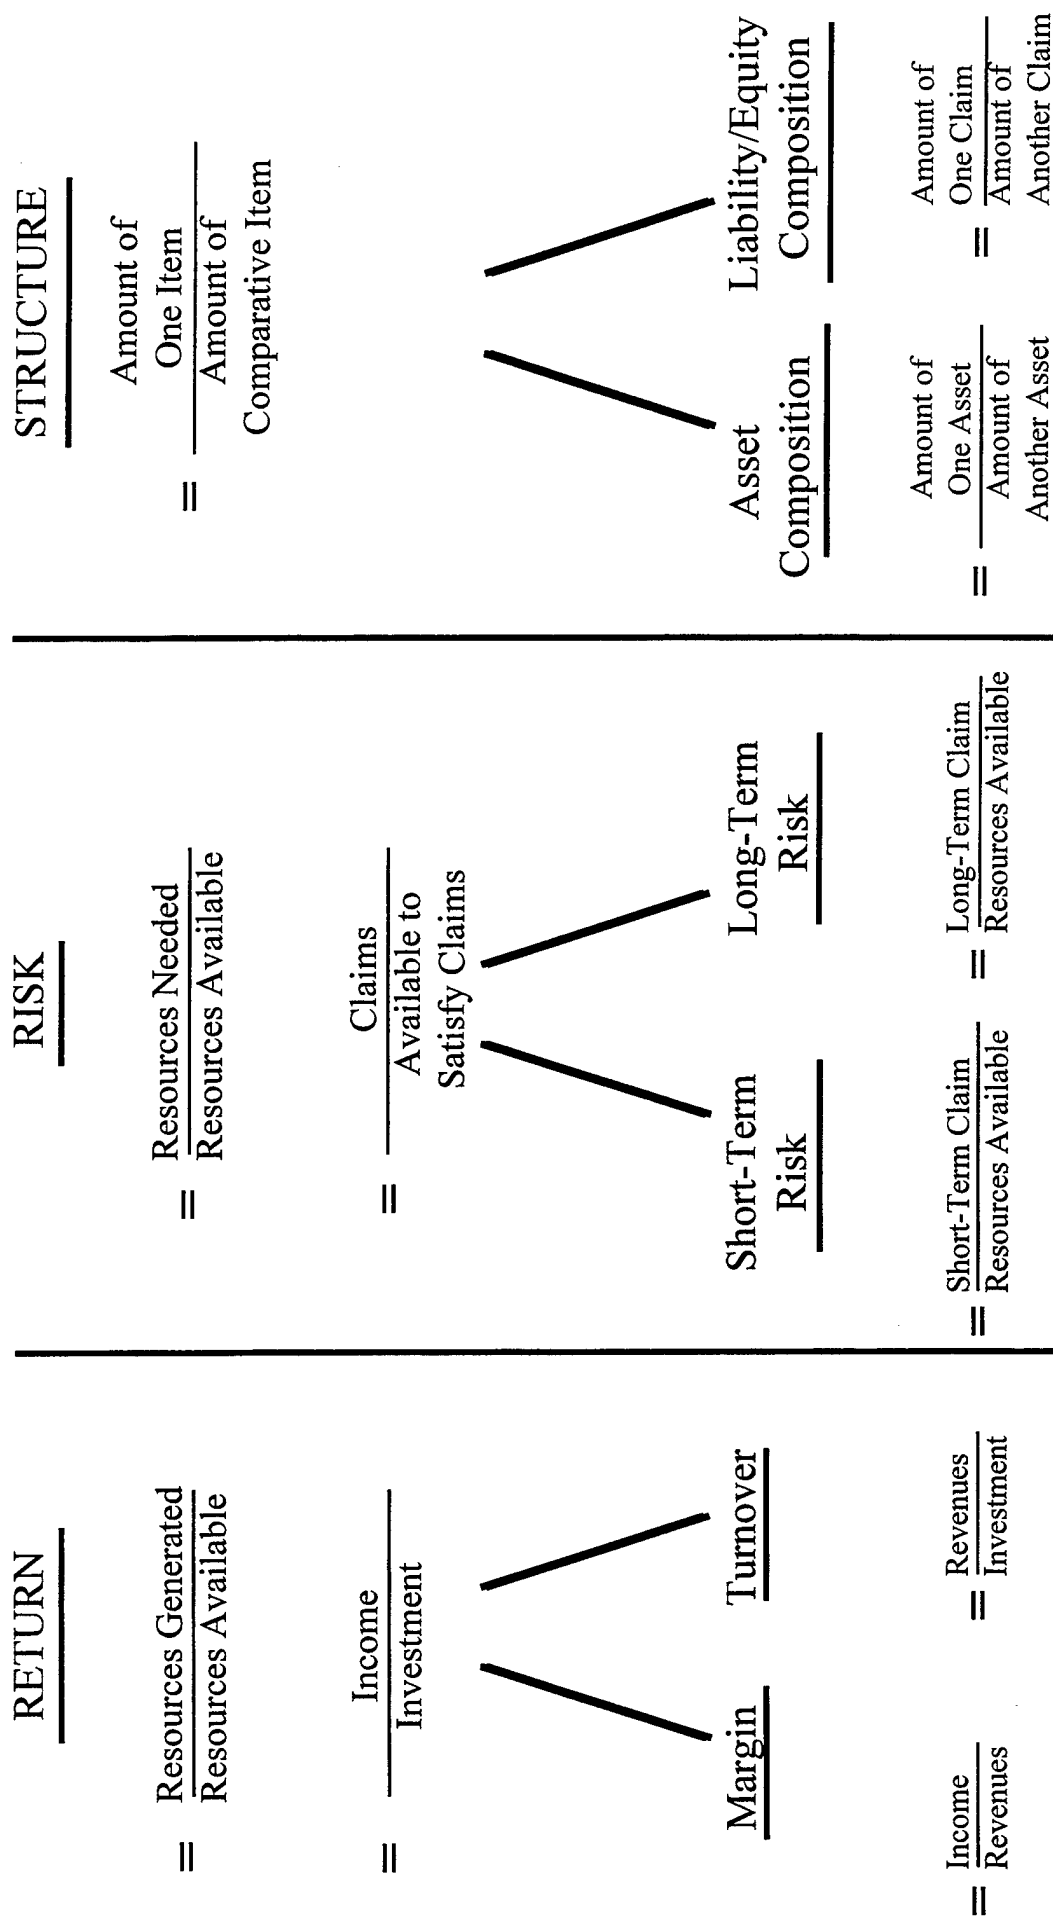 RETURN
= Resources Generated
Resources Available
= Income
Investment
Margin
= Income
Revenues
Turnover
= Revenues
Investment
RISK
= Resources Needed
Resources Available
= Claims
Available to
Satisfy Claims
Short-Term
Risk
= Short-Term Claim
Resources Available
Long-Term
Risk
= Long-Term Claim
Resources Available
STRUCTURE
Amount of
= One Item
Amount of
Comparative Item
Asset
Composition
Amount of
= One Asset
Amount of
Another Asset
Liability/Equity
Composition
Amount of
= One Claim
Amount of
Another Claim